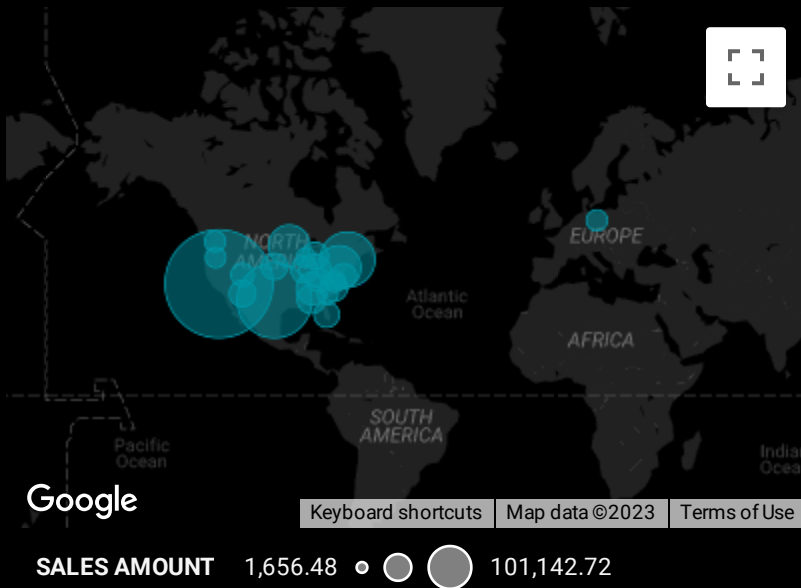 NORTH
AMERICA
EUROPE
Atlantic
Ocean
AFRICA
SOUTH
AMERICA
Pacific
Ocean
Google
Keyboard shortcuts Map data ©2023 Terms of Use
SALES AMOUNT 1,656.48 101,142.72